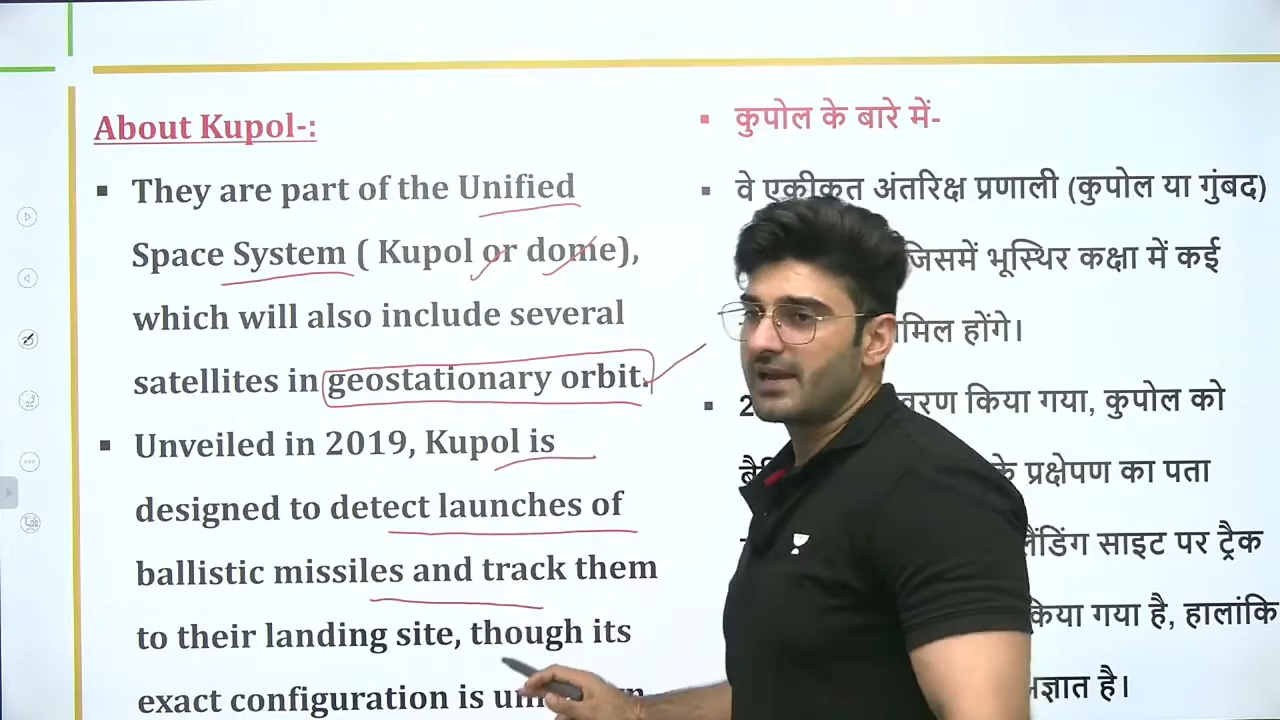 About Kupol-:
They are part of the Unified
Space System ( Kupol or dome),
which will also include several
satellites in geostationary orbit.
Unveiled in 2019, Kupol is
designed to detect launches of
ballistic missiles and track them
to their landing site, though its
exact configuration is
कुपोल के बारे में-
वे एकीकृत अंतरिक्ष प्रणाली (कुपोल या गुंबद)
जिसमें भूस्थिर कक्षा में कई
होंगे।
किया गया, कुपोल को
के प्रक्षेपण का पता
लैंडिंग साइट पर ट्रैक
किया गया है, हालांकि
है।